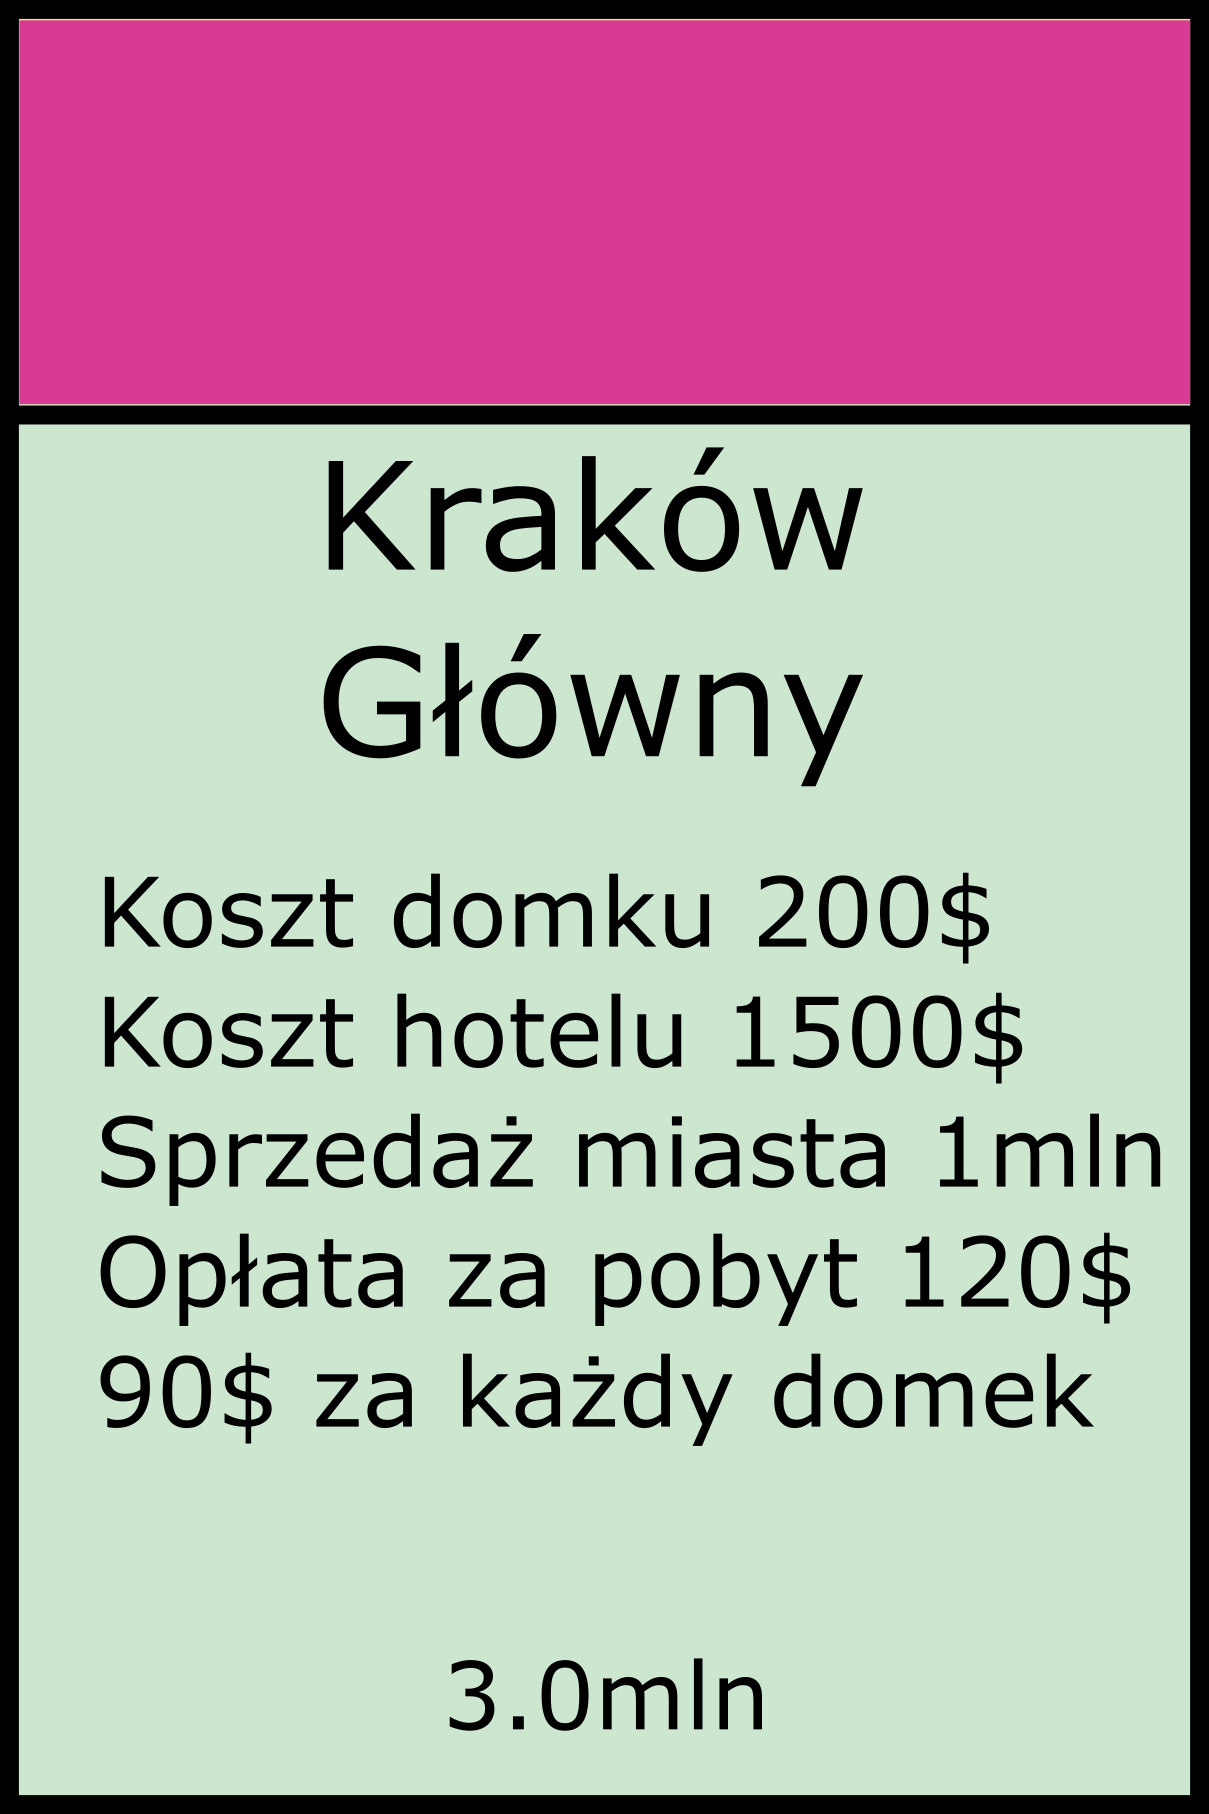 Kraków
Główny
Koszt domku 200$
Koszt hotelu 1500$
Sprzedaż miasta 1mln
Opłata za pobyt 120$
90$ za każdy domek
3.0mln